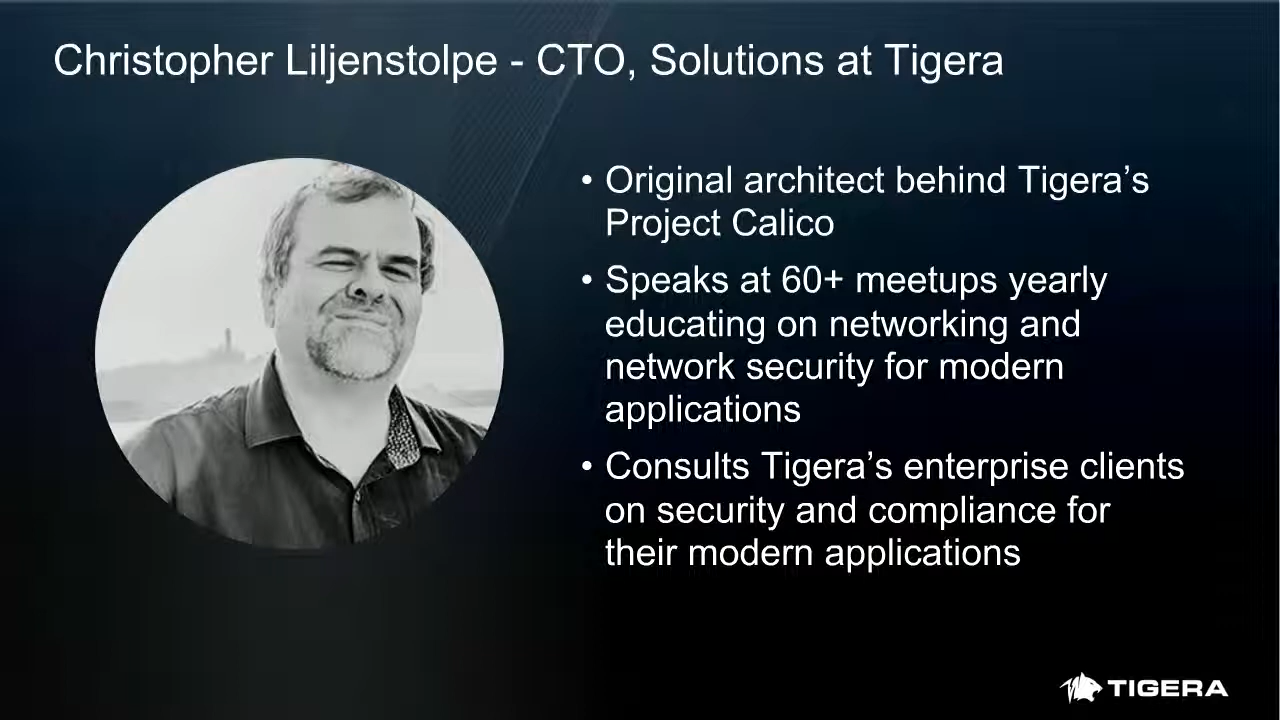 Christopher Liljenstolpe - CTO, Solutions at Tigera
• Original architect behind Tigera’s
Project Calico
• Speaks at 60+ meetups yearly
educating on networking and
network security for modern
applications
• Consults Tigera’s enterprise clients
on security and compliance for
their modern applications
TIGERA